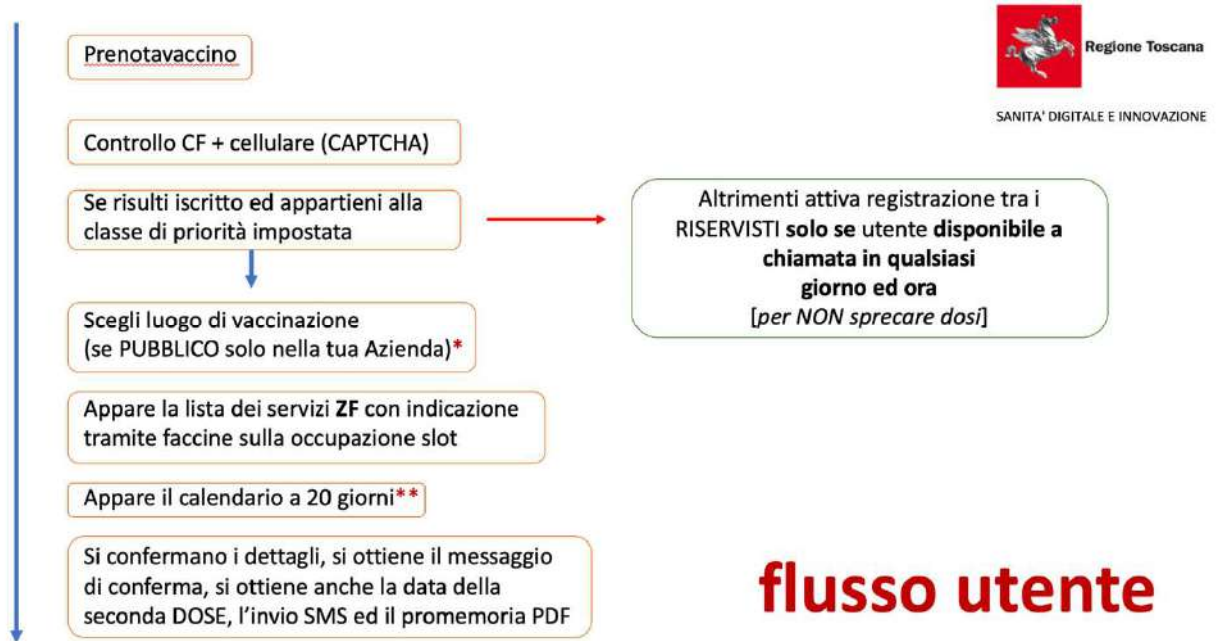 Prenotavaccino
Regione Toscana
SANITA' DIGITALE E INNOVAZIONE
Controllo CF + cellulare (CAPTCHA)
Se risulti iscritto ed appartieni alla
classe di priorità impostata
Altrimenti attiva registrazione tra i
RISERVISTI solo se utente disponibile a
chiamata in qualsiasi
giorno ed ora
[per NON sprecare dosi]
Scegli luogo di vaccinazione
(se PUBBLICO solo nella tua Azienda)*
Appare la lista dei servizi ZF con indicazione
tramite faccine sulla occupazione slot
Appare il calendario a 20 giorni**
Si confermano i dettagli, si ottiene il messaggio
di conferma, si ottiene anche la data della
seconda DOSE, l'invio SMS ed il promemoria PDF
flusso utente